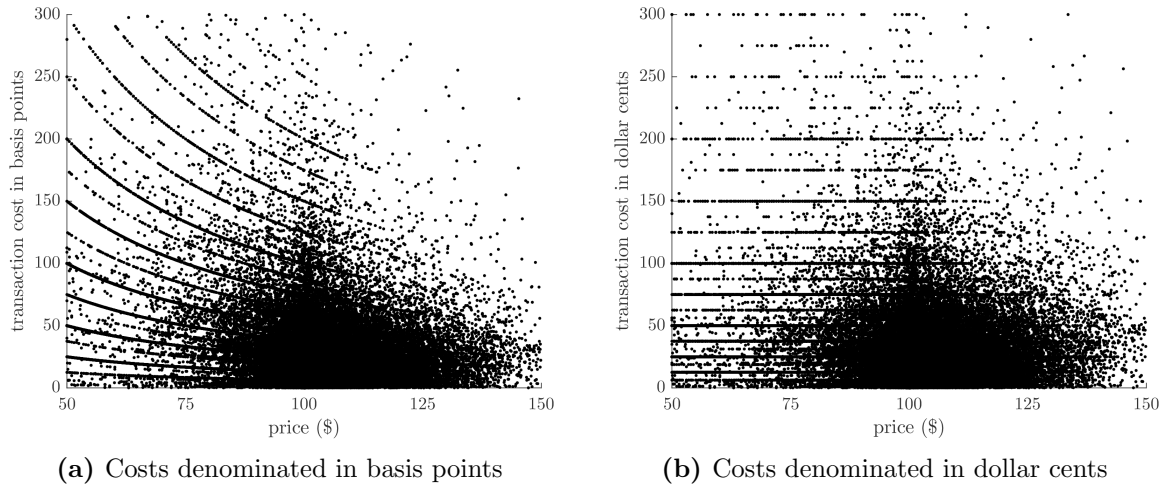 300
250
200
150
100
50
0
transaction cost in basis points
50 75 100 125 150
price ($)
(a) Costs denominated in basis points
300
250
200
150
100
50
0
transaction cost in dollar cents
50 75 100 125 150
price ($)
(b) Costs denominated in dollar cents